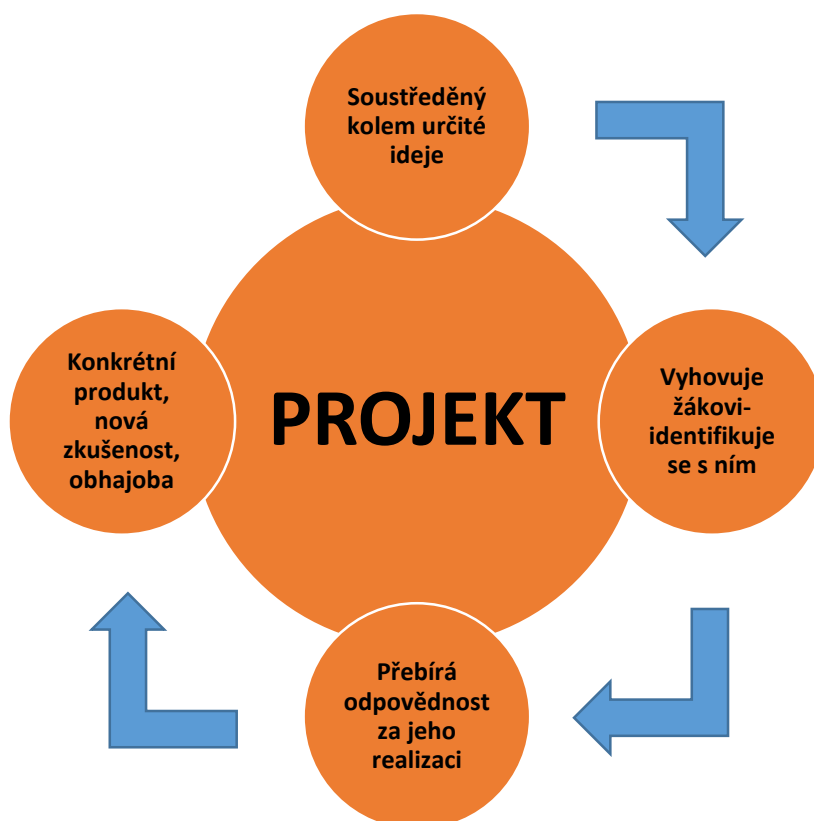 Soustředěný
kolem určité
ideje
Konkrétní
produkt,
nová
zkušenost,
obhajoba
PROJEKT
Vyhovuje
žákovi-
identifikuje
se s ním
Přebírá
odpovědnost
za jeho
realizaci